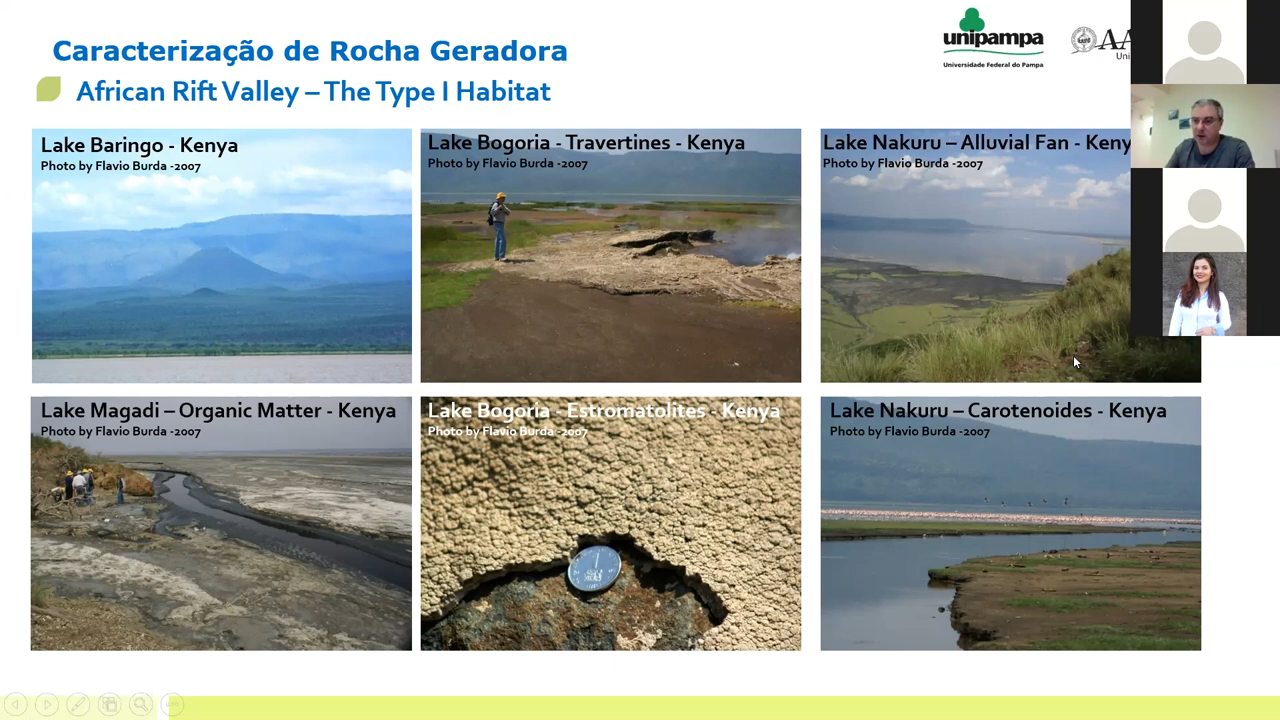 Caracterização de Rocha Geradora
African Rift Valley – The Type I Habitat
unipampa
Universidade Federal do Pampa
Lake Baringo - Kenya
Photo by Flavio Burda -2007
Lake Bogoria - Travertines - Kenya
Photo by Flavio Burda -2007
Lake Nakuru – Alluvial Fan - Keny
Photo by Flavio Burda -2007
Lake Magadi – Organic Matter - Kenya
Photo by Flavio Burda -2007
Lake Bogoria - Estromatolites - Kenya
Photo by Flavio Burda -2007
Lake Nakuru – Carotenoides - Kenya
Photo by Flavio Burda -2007